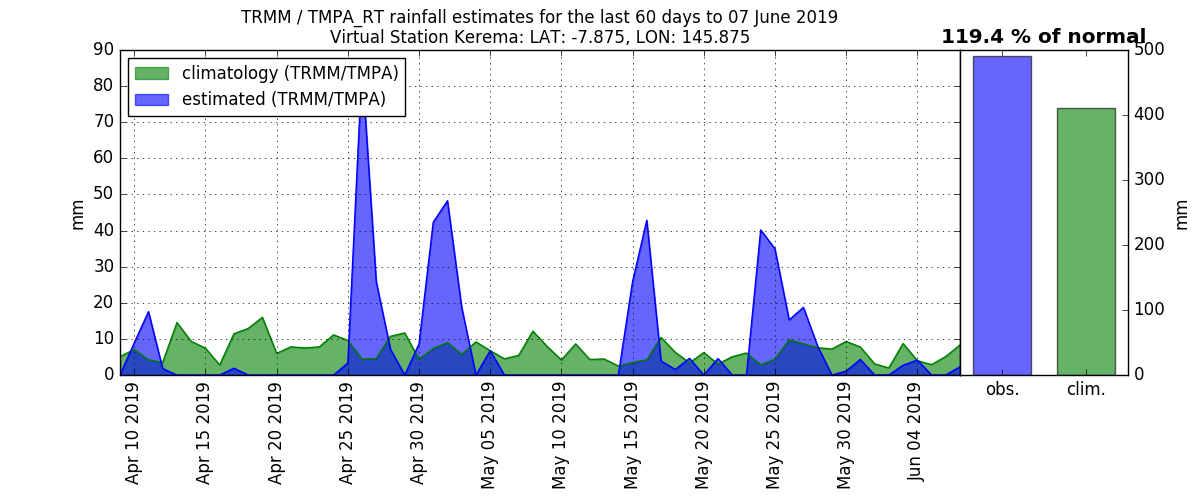 TRMM / TMPA_RT rainfall estimates for the last 60 days to 07 June 2019
Virtual Station Kerema: LAT: -7.875, LON: 145.875
119.4 % of normal
climatology (TRMM/TMPA)
estimated (TRMM/TMPA)
mm
90
80
70
60
50
40
30
20
10
0
Apr 10 2019
Apr 15 2019
Apr 20 2019
Apr 25 2019
Apr 30 2019
May 05 2019
May 10 2019
May 15 2019
May 20 2019
May 25 2019
May 30 2019
Jun 04 2019
obs.
clim.
500
400
300
200
100
0
mm